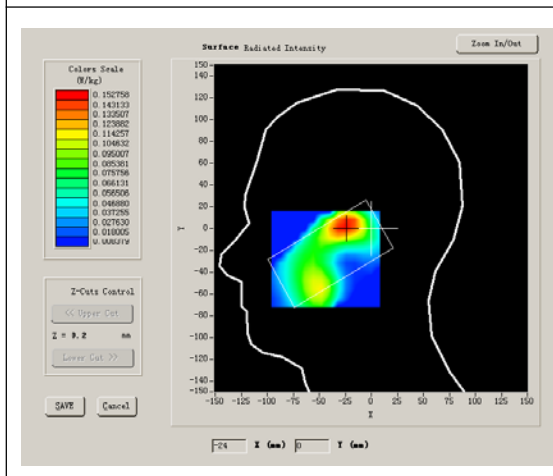 Surface Radiated Intensity
Zoom In/Out
Colors Scale
(W/kg)
0.152758
0.143133
0.133507
0.123882
0.114257
0.104632
0.095007
0.085381
0.075756
0.066131
0.056506
0.046880
0.037255
0.027630
0.018005
0.008379
Z-Cuts Control
<< Upper Cut
Z = 0.2 mm
Lower Cut >>
SAVE
Cancel
150
140
120
100
80
60
40
20
0
-20
-40
-60
-80
-100
-120
-140
-150
Y
-150 -125 -100 -75 -50 -25 0 25 50 75 100 125 150
X
-24 X (mm) 0 Y (mm)